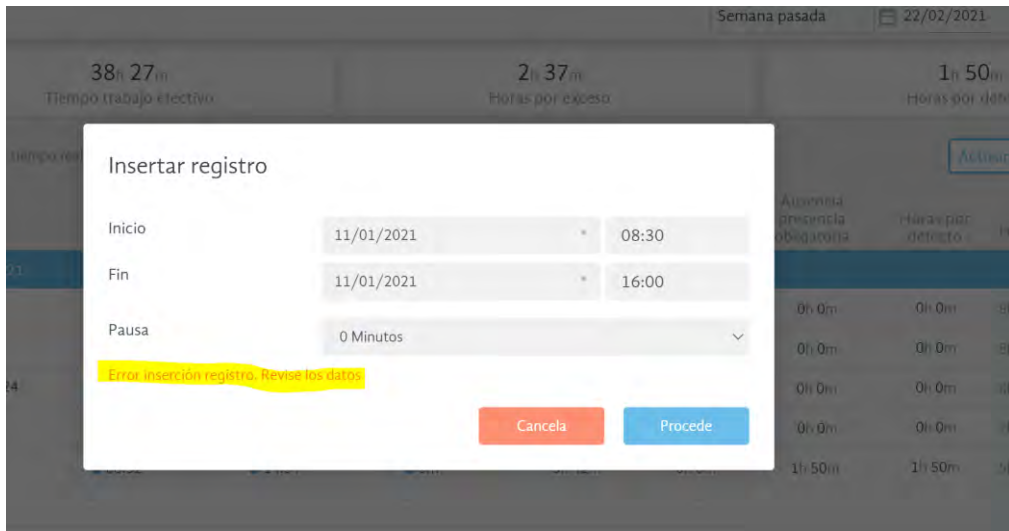 Semana pasada 22/02/2021
38h 27m 2h 37m 1h 50m
Tiempo trabajo efectivo Horas por exceso Horas por
Insertar registro
Ausencia
presencia
obligatoria
Horas por
defecto
Inicio 11/01/2021 08:30
Fin 11/01/2021 16:00
Pausa 0 Minutos
Error inserción registro. Revise los datos
Cancela Procede
0h 0m 0h 0m
0h 0m 0h 0m
24 0h 0m 0h 0m
0h 0m 0h 0m
1h 50m 1h 50m